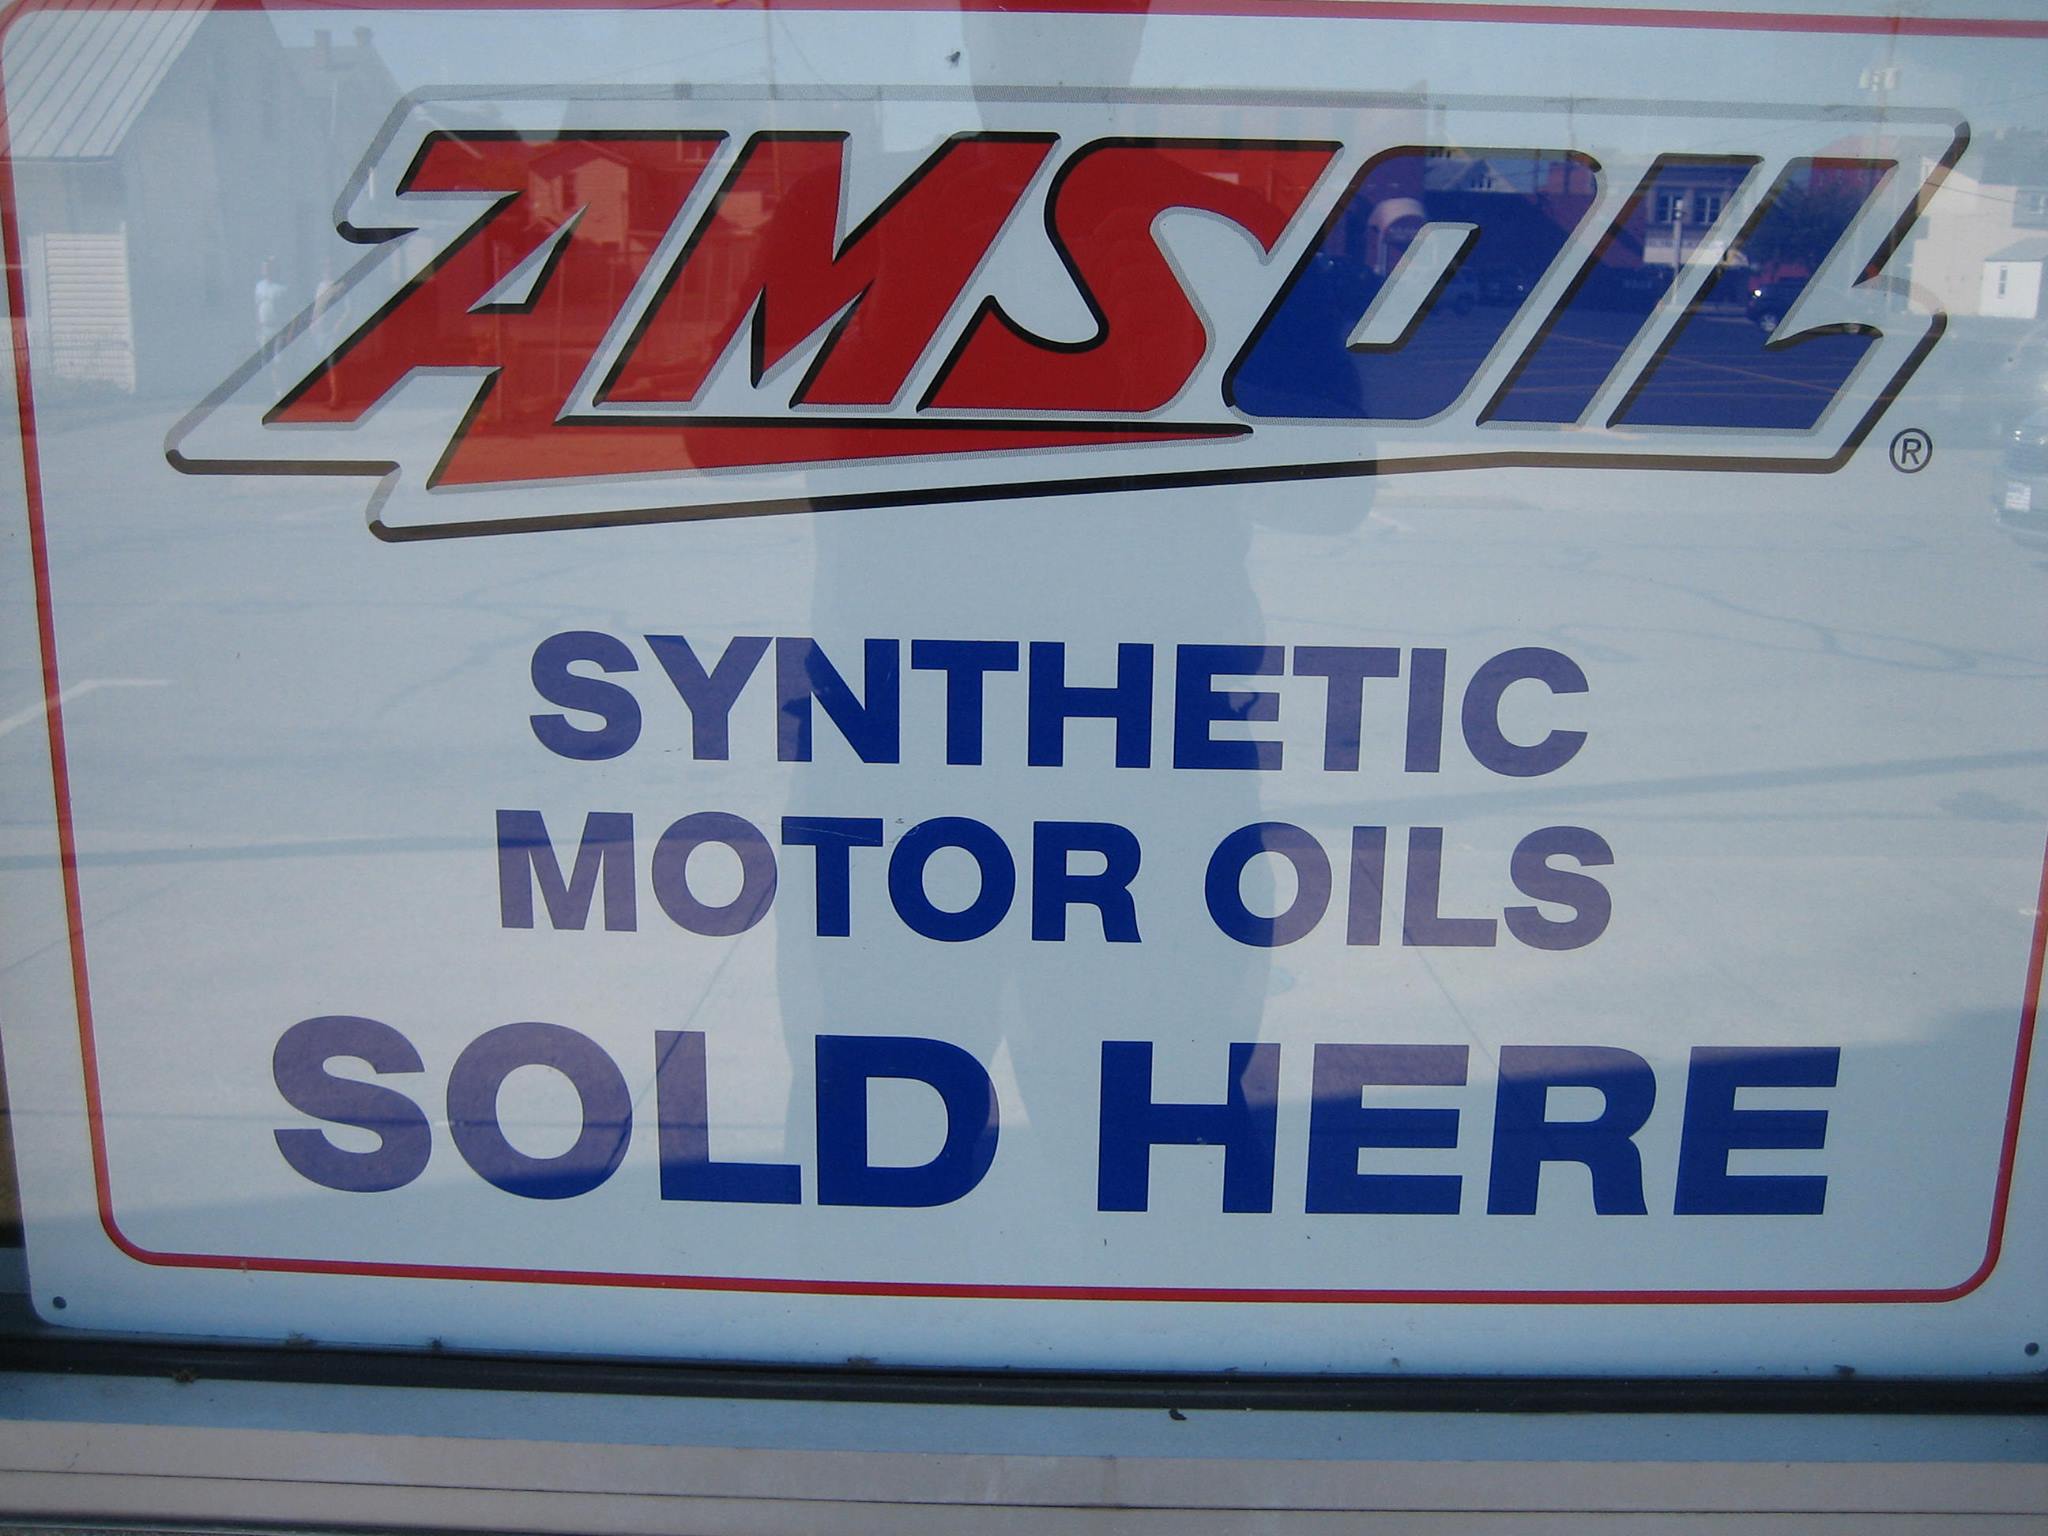 AMSOIL®
SYNTHETIC
MOTOR OILS
SOLD HERE